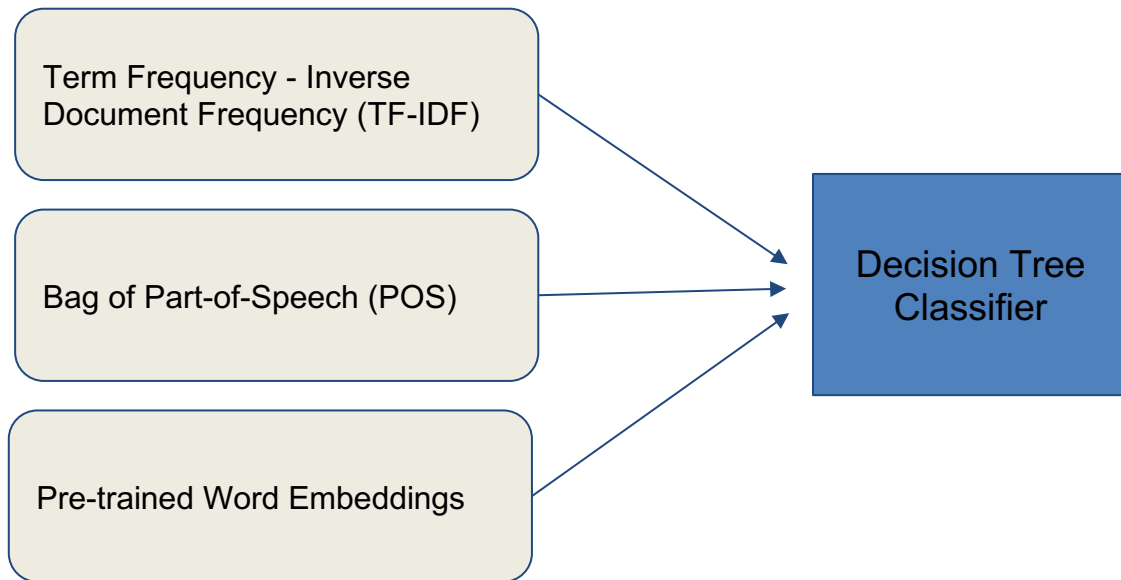 Term Frequency - Inverse
Document Frequency (TF-IDF)
Bag of Part-of-Speech (POS)
Pre-trained Word Embeddings
Decision Tree
Classifier